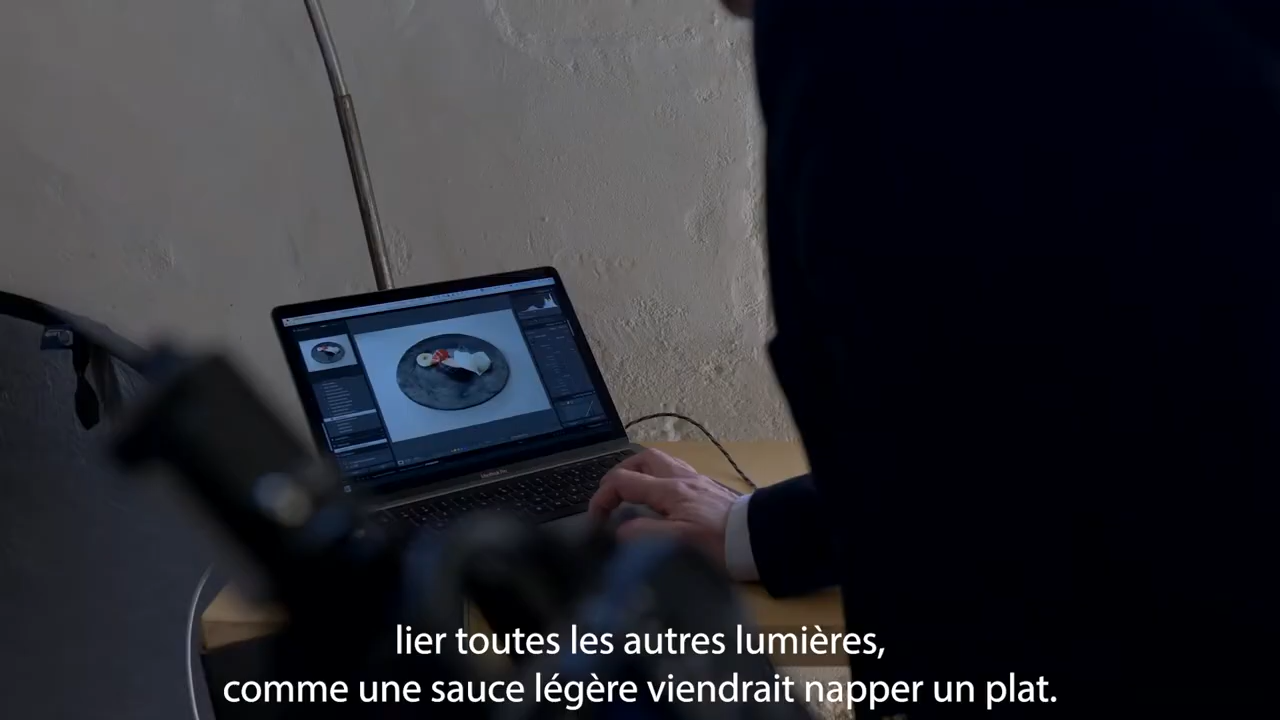 lier toutes les autres lumières,
comme une sauce légère viendrait napper un plat.